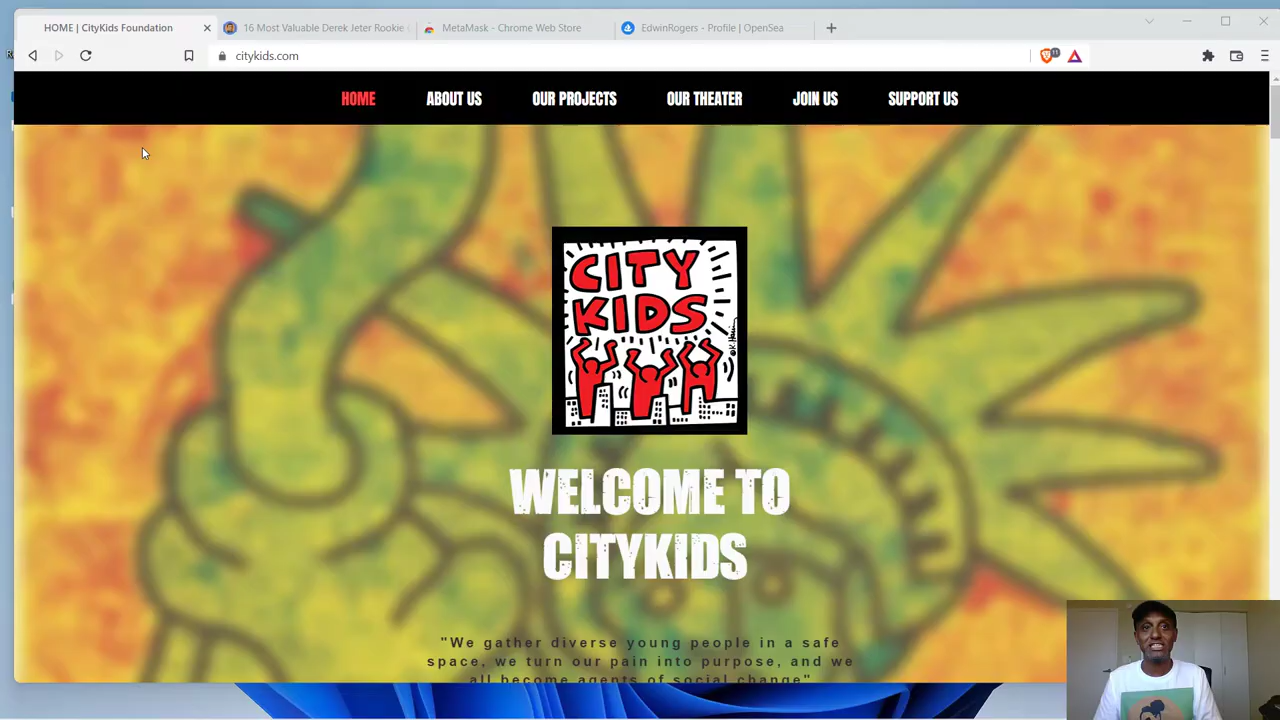 HOME | CityKids Foundation
16 Most Valuable Derek Jeter Rookie
MetaMask - Chrome Web Store
EdwinRogers - Profile | OpenSea
citykids.com
11
HOME
ABOUT US
OUR PROJECTS
OUR THEATER
JOIN US
SUPPORT US
CITY
KIDS
WELCOME TO
CITYKIDS
"We gather diverse young people in a safe
space, we turn our pain into purpose, and we
all become agents of social change"